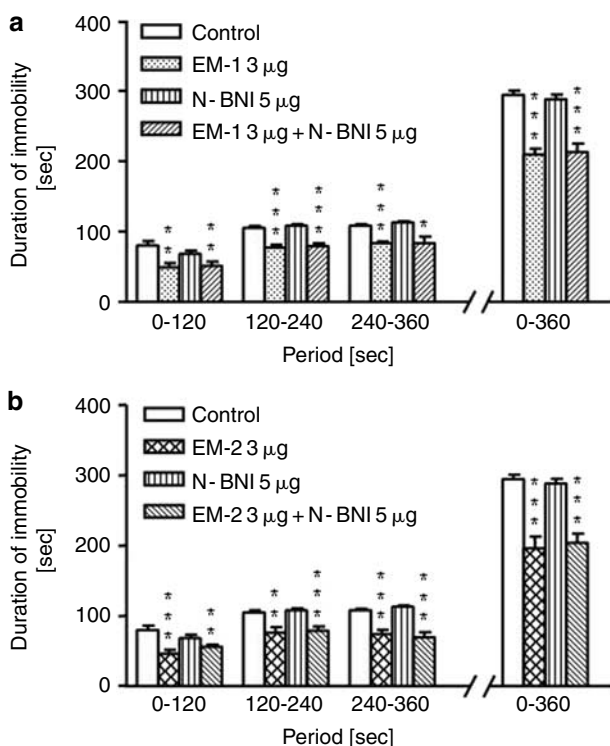 a
400
300
200
100
0
Duration of immobility
[sec]
Control
EM-1 3 μg
N-BNI 5 μg
EM-1 3 μg + N-BNI 5 μg
* *
* *
* * *
* * *
* * *
*
* * *
* * *
0-120
120-240
240-360
0-360
Period [sec]
b
400
300
200
100
0
Duration of immobility
[sec]
Control
EM-2 3 μg
N-BNI 5 μg
EM-2 3 μg + N-BNI 5 μg
* * *
* *
* *
* * *
* * *
* * *
* * *
* * *
0-120
120-240
240-360
0-360
Period [sec]